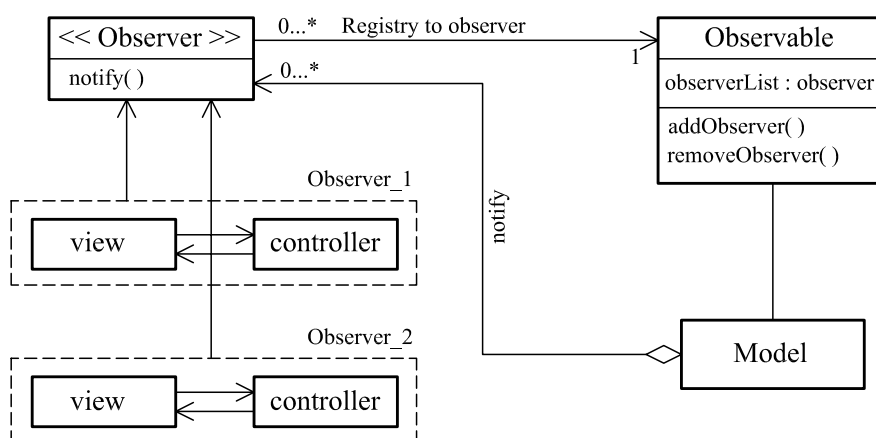 << Observer >>
notify( )
0...*
Registry to observer
1
0...*
Observable
observerList : observer
addObserver( )
removeObserver( )
notify
Observer_1
view
controller
Observer_2
view
controller
Model